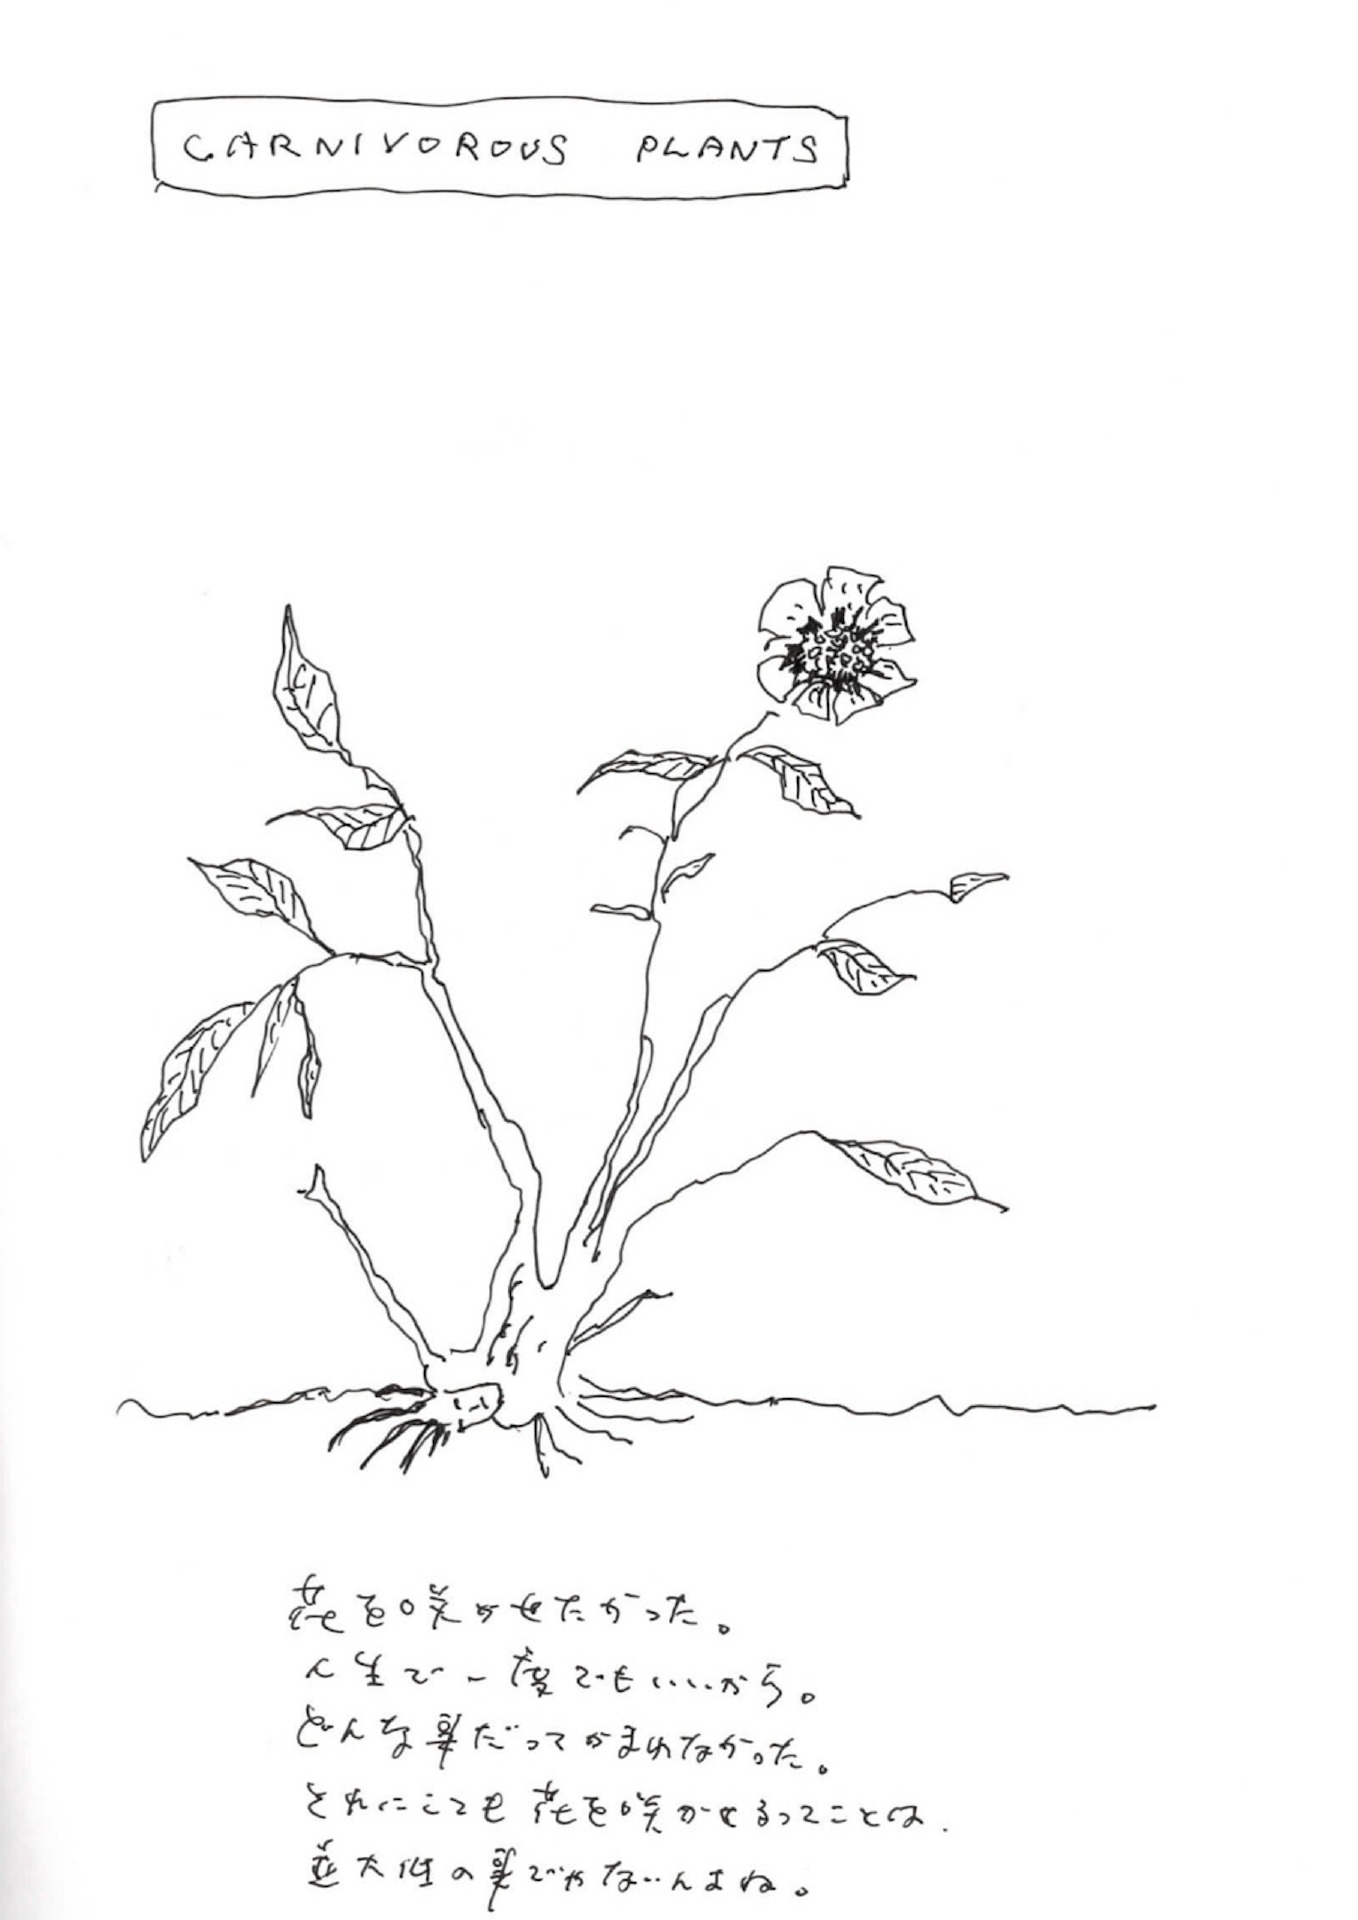 CARNIVOROUS PLANTS
花を咲かせたかった。
人生で一度でもいいから。
どんな事だってかまわなかった。
それにしても花を咲かせるってことは.
並大低の事じゃないんまね。